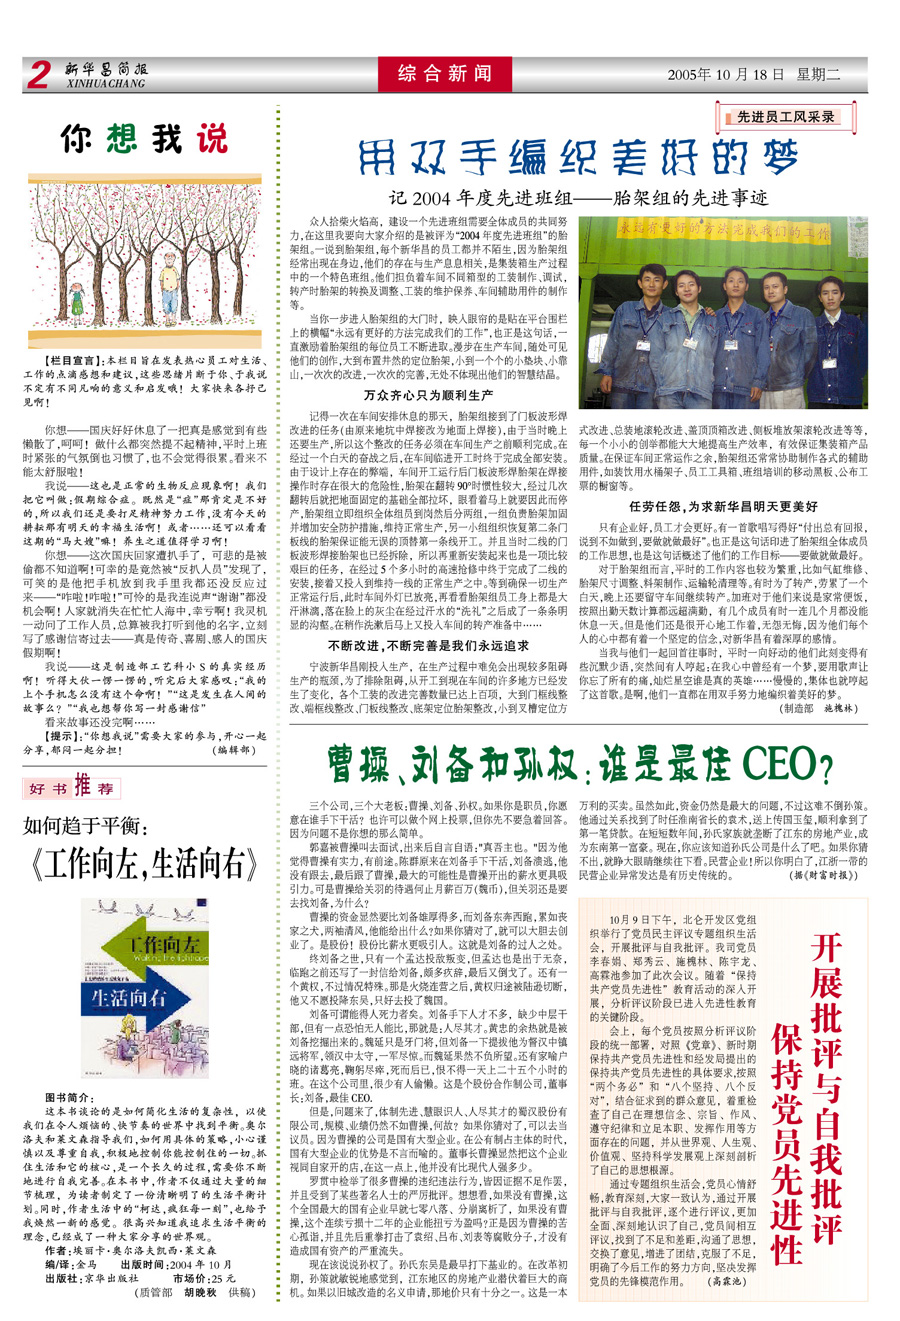 2
新华昌简报
XINHUACHANG
综合新闻
2005年 10 月 18 日 星期二
你想我说
【栏目宣言】:本栏目旨在发表热心员工对生活、
工作的点滴感想和建议,这些思绪片断于你、于我说
不定有不同凡响的意义和启发哦!大家快来各抒己
见啊!
你想——国庆好好休息了一把真是感觉到有些
懒散了,呵呵!做什么都突然提不起精神,平时上班
时紧张的气氛倒也习惯了,也不会觉得很累。看来不
能太舒服啦!
我说——这也是正常的生物反应现象啊!我们
把它叫做:假期综合症。既然是“症”那肯定是不好
的,所以我们还是要打足精神努力工作,没有今天的
耕耘那有明天的幸福生活啊!或者……还可以看看
这期的“马大嫂”嘛!养生之道值得学习啊!
你想——这次国庆回家遭扒手了,可悲的是被
偷都不知道啊!可幸的是竟然被“反扒人员”发现了,
可笑的是他把手机放到我手里我都还没反应过
来——“咋啦!咋啦!”可怜的是我连说声“谢谢”都没
机会啊!人家就消失在忙忙人海中,幸亏啊!我灵机
一动问了工作人员,总算被我打听到他的名字,立刻
写了感谢信寄过去——真是传奇、喜剧、感人的国庆
假期啊!
我说——这是制造部工艺科小S的真实经历
啊!听得大伙一愣一愣的,听完后大家感叹:“我的
上个手机怎么没有这个命啊!”“这是发生在人间的
故事么?”“我也想帮你写一封感谢信”
看来故事还没完啊……
【提示】:“你想我说”需要大家的参与,开心一起
分享,郁闷一起分担! (编辑部)
好书推荐
如何趋于平衡:
《工作向左,生活向右》
工作向左
生活向右
图书简介:
这本书谈论的是如何简化生活的复杂性,以使
我们在令人烦恼的、快节奏的世界中找到平衡。奥尔
洛夫和莱文森指导我们,如何用具体的策略,小心谨
慎以及尊重自我,积极地控制你能控制住的一切。抓
住生活和它的核心,是一个长久的过程,需要你不断
地进行自我完善。在本书中,作者不仅通过大量的细
节梳理,为读者制定了一份清晰明了的生活平衡计
划。同时,作者生活中的“柯达,疯狂每一刻”,也给予
我焕然一新的感觉。很高兴知道我追求生活平衡的
理念,已经成了一种大家分享的世界观。
作者:埃丽卡·奥尔洛夫凯西·莱文森
编/译:金马 出版时间:2004 年 10 月
出版社:京华出版社 市场价:25 元
(质管部 胡晚秋 供稿)
先进员工风采录
用双手编织美好的梦
记 2004 年度先进班组——胎架组的先进事迹
众人拾柴火焰高,建设一个先进班组需要全体成员的共同努
力,在这里我要向大家介绍的是被评为“2004 年度先进班组”的胎
架组。一说到胎架组,每个新华昌的员工都并不陌生,因为胎架组
经常出现在身边,他们的存在与生产息息相关,是集装箱生产过程
中的一个特色班组。他们担负着车间不同箱型的工装制作、调试,
转产时胎架的转换及调整、工装的维护保养、车间辅助用件的制作
等。
当你一步进入胎架组的大门时,映入眼帘的是贴在平台围栏
上的横幅“永远有更好的方法完成我们的工作”,也正是这句话,一
直激励着胎架组的每位员工不断进取。漫步在生产车间,随处可见
他们的创作,大到布置井然的定位胎架,小到一个个的小垫块、小靠
山,一次次的改进,一次次的完善,无处不体现出他们的智慧结晶。
万众齐心只为顺利生产
记得一次在车间安排休息的那天,胎架组接到了门板波形焊
改进的任务(由原来地坑中焊接改为地面上焊接),由于当时晚上
还要生产,所以这个整改的任务必须在车间生产之前顺利完成。在
经过一个白天的奋战之后,在车间临进开工时终于完成全部安装。
由于设计上存在的弊端,车间开工运行后门板波形焊胎架在焊接
操作时存在很大的危险性,胎架在翻转 90°时惯性较大,经过几次
翻转后就把地面固定的基础全部拉坏,眼看着马上就要因此而停
产,胎架组立即组织全体组员到岗然后分两组,一组负责胎架加固
并增加安全防护措施,维持正常生产,另一小组组织恢复第二条门
板线的胎架保证能无误的顶替第一条线开工。并且当时二线的门
板波形焊接胎架也已经拆除,所以再重新安装起来也是一项比较
艰巨的任务,在经过 5 个多小时的高速抢修中终于完成了二线的
安装,接着又投入到维持一线的正常生产之中。等到确保一切生产
正常运行后,此时车间外灯已放亮,再看看胎架组员工身上都是大
汗淋漓,落在脸上的灰尘在经过汗水的“洗礼”之后成了一条条明
显的沟整。在稍作洗漱后马上又投入车间的转产准备中……
不断改进,不断完善是我们永远追求
宁波新华昌刚投入生产,在生产过程中难免会出现较多阻碍
生产的瓶颈,为了排除阻碍,从开工到现在车间的许多地方已经发
生了变化,各个工装的改进完善数量已达上百项,大到门框线整
改、端框线整改、门板线整改、底架定位胎架整改,小到叉槽定位方
永远有更好的方法完成我们的工作
式改进、总装地滚轮改进、盖顶顶箱改进、侧板堆放架滚轮改进等等,
每一个小小的创举都能大大地提高生产效率,有效保证集装箱产品
质量。在保证车间正常运作之余,胎架组还常常协助制作各式的辅助
用件,如装饮用水桶架子、员工工具箱、班组培训的移动黑板、公布工
票的橱窗等。
任劳任怨,为求新华昌明天更美好
只有企业好,员工才会更好。有一首歌唱写得好“付出总有回报,
说到不如做到,要做就做最好”。也正是这句话印进了胎架组全体成员
的工作思想,也是这句话概述了他们的工作目标——要做就做最好。
对于胎架组而言,平时的工作内容也较为繁重,比如气缸维修、
胎架尺寸调整、料架制作、运输轮清理等。有时为了转产,劳累了一个
白天,晚上还要留守车间继续转产。加班对于他们来说是家常便饭,
按照出勤天数计算都远超满勤,有几个成员有时一连几个月都没能
休息一天。但是他们还是很开心地工作着,无怨无悔,因为他们每个
人的心中都有着一个坚定的信念,对新华昌有着深厚的感情。
当我与他们一起回首往事时,平时一向好动的他们此刻变得有
些沉默少语,突然间有人哼起:在我心中曾经有一个梦,要用歌声让
你忘了所有的痛,灿烂星空谁是真的英雄……慢慢的,集体也就哼起
了这首歌。是啊,他们一直都在用双手努力地编织着美好的梦。
(制造部 施槐林)
曹操、刘备和孙权:谁是最佳 CEO?
三个公司,三个大老板:曹操、刘备,孙权。如果你是职员,你愿
意在谁手下干活?也许可以做个网上投票,但你先不要急着回答。
因为问题不是你想的那么简单。
郭嘉被曹操叫去面试,出来后自言自语:"真吾主也。"因为他
觉得曹操有实力,有前途。陈群原来在刘备手下干活,刘备溃逃,他
没有跟去,最后跟了曹操,最大的可能性是曹操开出的薪水更具吸
引力。可是曹操给关羽的待遇何止月薪百万(魏币),但关羽还是要
去找刘备,为什么?
曹操的资金显然要比刘备雄厚得多,而刘备东奔西跑,累如丧
家之犬,两袖清风,他能给出什么?如果你猜对了,就可以大胆去创
业了。是股份!股份比薪水更吸引人。这就是刘备的过人之处。
终刘备之世,只有一个孟达投敌叛变,但孟达也是出于无奈,
临跑之前还写了一封信给刘备,颇多疚辞,最后又倒戈了。还有一
个黄权,不过情况特殊。那是火烧连营之后,黄权归途被陆逊切断,
他又不愿投降东吴,只好去投了魏国。
刘备可谓能得人死力者矣。刘备手下人才不多,缺少中层干
部,但有一点恐怕无人能比,那就是:人尽其才。黄忠的余热就是被
刘备挖掘出来的。魏延只是牙门将,但刘备一下提拔他为督汉中镇
远将军,领汉中太守,一军尽惊。而魏延果然不负所望。还有家喻户
晓的诸葛亮,鞠躬尽瘁,死而后已,很不得一天上二十五个小时的
班。在这个公司里,很少有人偷懒。这是个股份合作制公司,董事
长:刘备,最佳 CEO.
但是,问题来了,体制先进、慧眼识人、人尽其才的蜀汉股份有
限公司,规模、业绩仍然不如曹操,何故?如果你猜对了,可以去当
议员。因为曹操的公司是国有大型企业。在公有制占主体的时代,
国有大型企业的优势是不言而喻的。董事长曹操显然把这个企业
视同自家开的店,在这一点上,他并没有比现代人强多少。
罗贯中检举了很多曹操的违纪违法行为,皆因证据不足作罢,
并且受到了某些著名人士的严厉批评。想想看,如果没有曹操,这
个全国最大的国有企业早就七零八落、分崩离析了,如果没有曹
操,这个连续亏损十二年的企业能扭亏为盈吗?正是因为曹操的苦
心孤诣,并且先后重拳打击了袁绍、吕布、刘表等腐败分子,才没有
造成国有资产的严重流失。
现在该说说孙权了。孙氏东吴是最早打下基业的。在改革初
期,孙策就敏锐地感觉到,江东地区的房地产业潜伏着巨大的商
机。如果以旧城改造的名义申请,那地价只有十分之一。这是一本
万利的买卖。虽然如此,资金仍然是最大的问题,不过这难不倒孙策。
他通过关系找到了时任淮南省长的袁术,送上传国玉玺,顺利拿到了
第一笔贷款。在短短数年间,孙氏家族就垄断了江东的房地产业,成
为东南第一富豪。现在,你应该知道孙氏公司是什么了吧。如果你猜
不出,就睁大眼睛继续往下看。民营企业!所以你明白了,江浙一带的
民营企业异常发达是有历史传统的。 (据《财富时报》)
开展批评与自我批评
保持党员先进性
10月9日下午,北仑开发区党组
织举行了党员民主评议专题组织生活
会,开展批评与自我批评。我司党员
李春娟、郑秀云、施槐林、陈宇龙、
高霖池参加了此次会议。随着“保持
共产党员先进性”教育活动的深入开
展,分析评议阶段已进入先进性教育
的关键阶段。
会上,每个党员按照分析评议阶
段的统一部署,对照《党章》、新时期
保持共产党员先进性和经发局提出的
保持共产党员先进性的具体要求,按照
“两个务必”和“八个坚持、八个反
对”,结合征求到的群众意见,着重检
查了自己在理想信念、宗旨、作风、
遵守纪律和立足本职、发挥作用等方
面存在的问题,并从世界观、人生观、
价值观、坚持科学发展观上深刻剖析
了自己的思想根源。
通过专题组织生活会,党员心情舒
畅,教育深刻,大家一致认为,通过开展
批评与自我批评,逐个进行评议,更加
全面、深刻地认识了自己,党员间相互
评议,找到了不足和差距,沟通了思想,
交换了意见,增进了团结,克服了不足,
明确了今后工作的努力方向,坚决发挥
党员的先锋模范作用。 (高霖池)